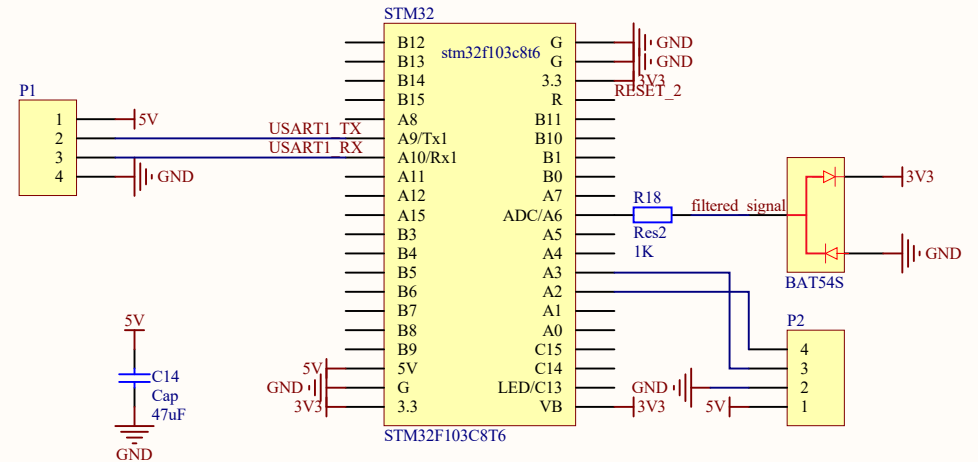 STM32
stm32f103c8t6
B12
B13
B14
B15
A8
A9/Tx1
A10/Rx1
A11
A12
A15
B3
B4
B5
B6
B7
B8
B9
5V
G
3.3
G
G
3.3
R
B11
B10
B1
B0
A7
ADC/A6
A5
A4
A3
A2
A1
A0
C15
C14
LED/C13
VB
STM32F103C8T6
GND
GND
3V3
RESET_2
P1
1
2
3
4
5V
USART1_TX
USART1_RX
GND
R18
Res2
1K
filtered_signal
3V3
GND
BAT54S
P2
4
3
2
1
GND
5V
3V3
5V
GND
3V3
5V
C14
Cap
47uF
GND